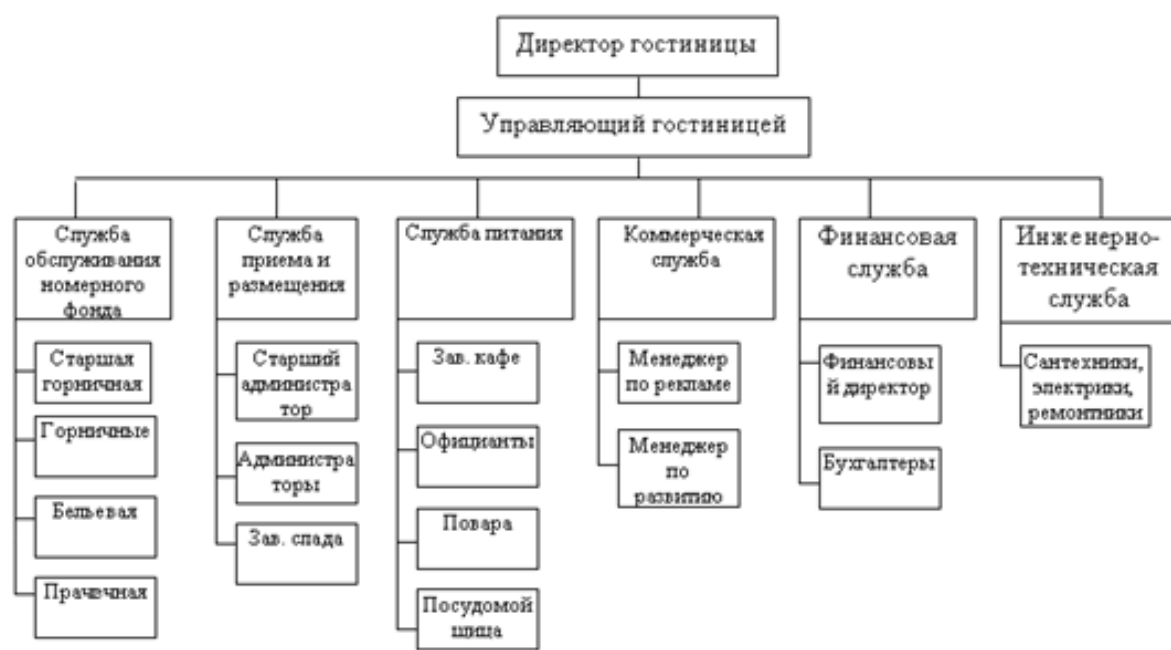 Директор гостиницы
Управляющий гостиницей
Служба
обслуживания
номерного
фонда
Старшая
горничная
Горничные
Бельевая
Прачечная
Служба
приема и
размещения
Старший
администра
тор
Администра
торы
Зав. слада
Служба питания
Зав. кафе
Официанты
Повара
Посудомой
щица
Коммерческая
служба
Менеджер
по рекламе
Менеджер
по
развитию
Финансовая
служба
Финансовы
й директор
Бухгалтеры
Инженерно-
техническая
служба
Сантехники,
электрики,
ремонтники